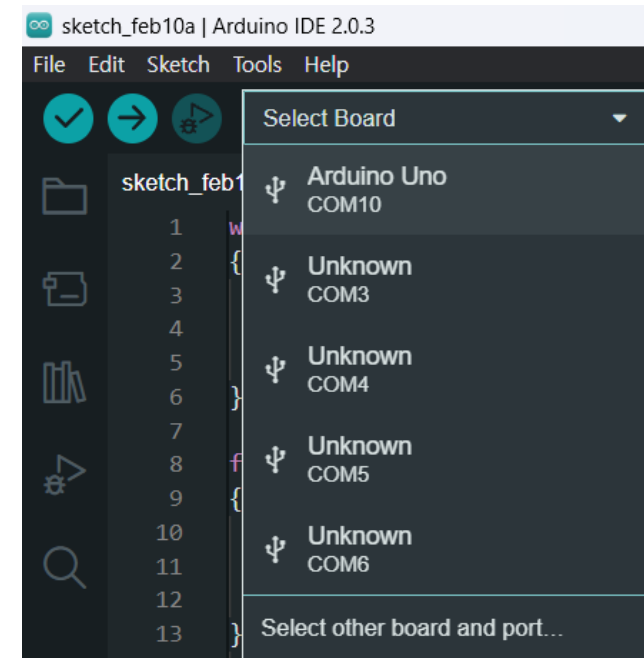 sketch_feb10a | Arduino IDE 2.0.3
File Edit Sketch Tools Help
Select Board
sketch_feb1
Arduino Uno
COM10
Unknown
COM3
Unknown
COM4
Unknown
COM5
Unknown
COM6
Select other board and port...
1 w
2 {
3
4
5
6 }
7
8 f
9 {
10
11
12
13 }